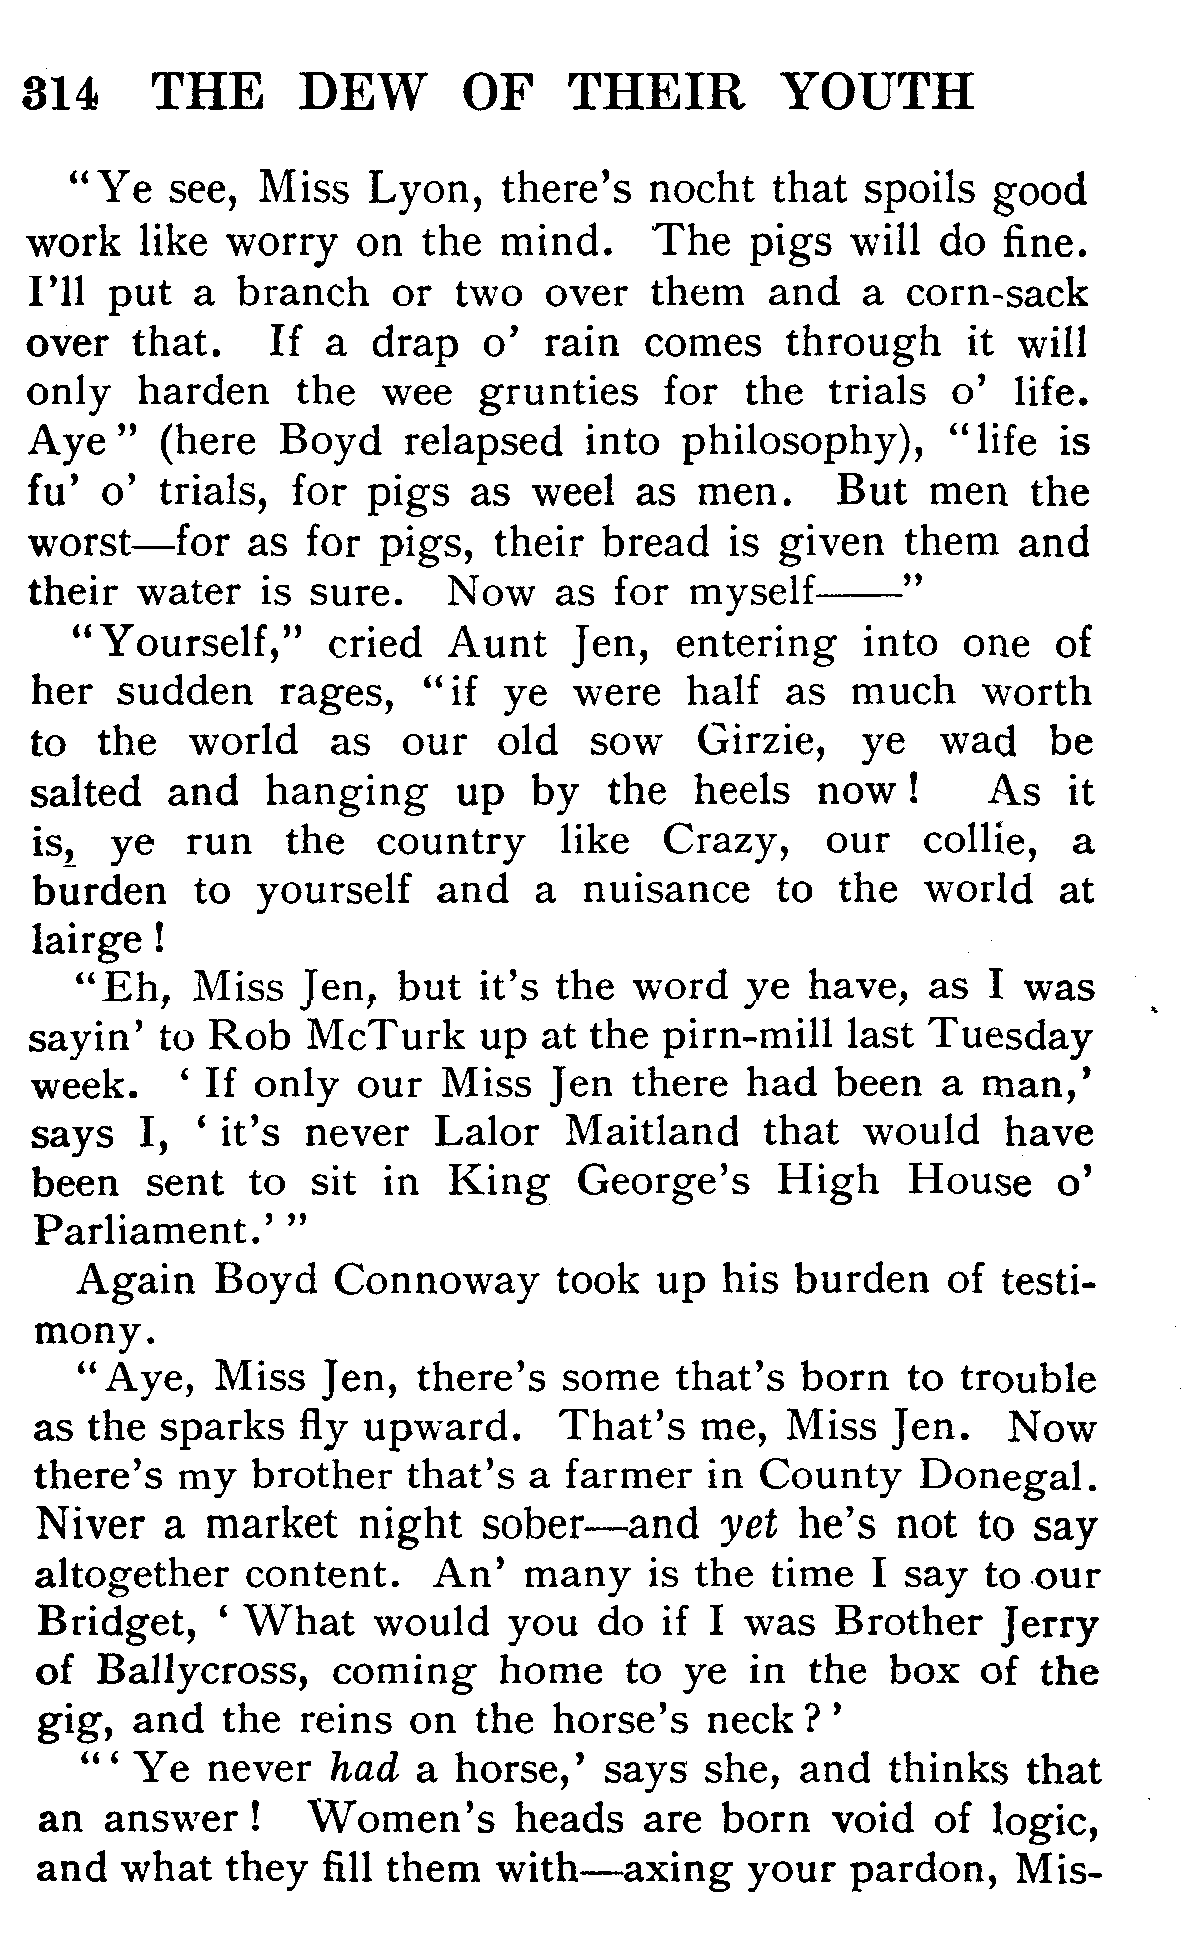 314 THE DEW OF THEIR YOUTH
"Ye see, Miss Lyon, there's nocht that spoils good
work like worry on the mind. The pigs will do fine.
I'll put a branch or two over them and a corn-sack
over that. If a drap o' rain comes through it will
only harden the wee grunties for the trials o' life.
Aye" (here Boyd relapsed into philosophy), "life is
fu' o' trials, for pigs as weel as men. But men the
worst—for as for pigs, their bread is given them and
their water is sure. Now as for myself——"
"Yourself," cried Aunt Jen, entering into one of
her sudden rages, "if ye were half as much worth
to the world as our old sow Girzie, ye wad be
salted and hanging up by the heels now! As it
is, ye run the country like Crazy, our collie, a
burden to yourself and a nuisance to the world at
lairge!
"Eh, Miss Jen, but it's the word ye have, as I was
sayin' to Rob McTurk up at the pirn-mill last Tuesday
week. 'If only our Miss Jen there had been a man,'
says I, 'it's never Lalor Maitland that would have
been sent to sit in King George's High House o'
Parliament.'"
Again Boyd Connoway took up his burden of testi-
mony.
"Aye, Miss Jen, there's some that's born to trouble
as the sparks fly upward. That's me, Miss Jen. Now
there's my brother that's a farmer in County Donegal.
Niver a market night sober—and yet he's not to say
altogether content. An' many is the time I say to our
Bridget, 'What would you do if I was Brother Jerry
of Ballycross, coming home to ye in the box of the
gig, and the reins on the horse's neck?'
"'Ye never had a horse,' says she, and thinks that
an answer! Women's heads are born void of logic,
and what they fill them with—axing your pardon, Mis-